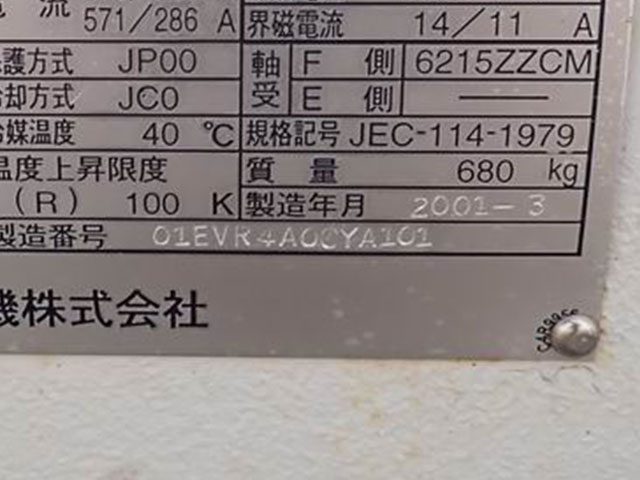 流 571/286 A 界磁電流 14/11 A
護方式 JP00 軸受 F 側 6215ZZCM
冷却方式 JC0 E 側 ——
冷媒温度 40 ℃ 規格記号 JEC-114-1979
温度上昇限度 質量 680 kg
(R) 100 K 製造年月 2001-3
製造番号 01EVR4A0CYA101
機株式会社